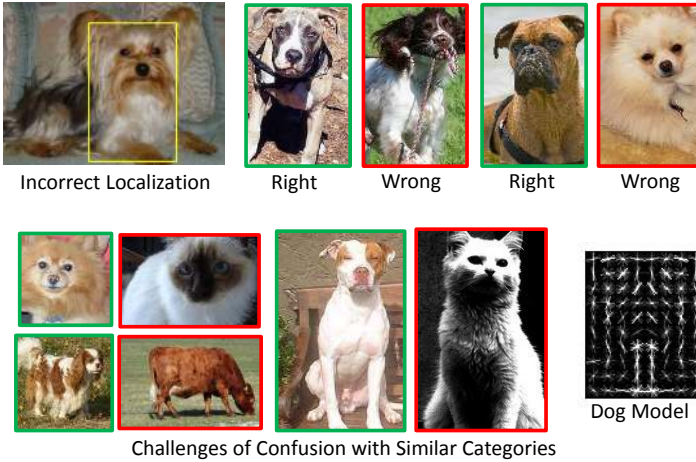 Incorrect Localization
Right
Wrong
Right
Wrong
Dog Model
Challenges of Confusion with Similar Categories